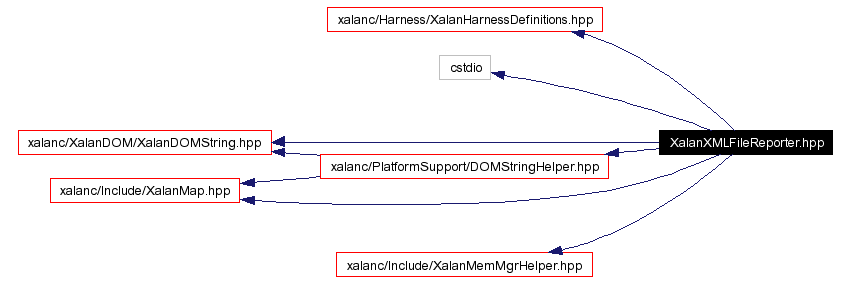 xalanc/Harness/XalanHarnessDefinitions.hpp
cstdio
xalanc/XalanDOM/XalanDOMString.hpp
XalanXMLFileReporter.hpp
xalanc/PlatformSupport/DOMStringHelper.hpp
xalanc/Include/XalanMap.hpp
xalanc/Include/XalanMemMgrHelper.hpp